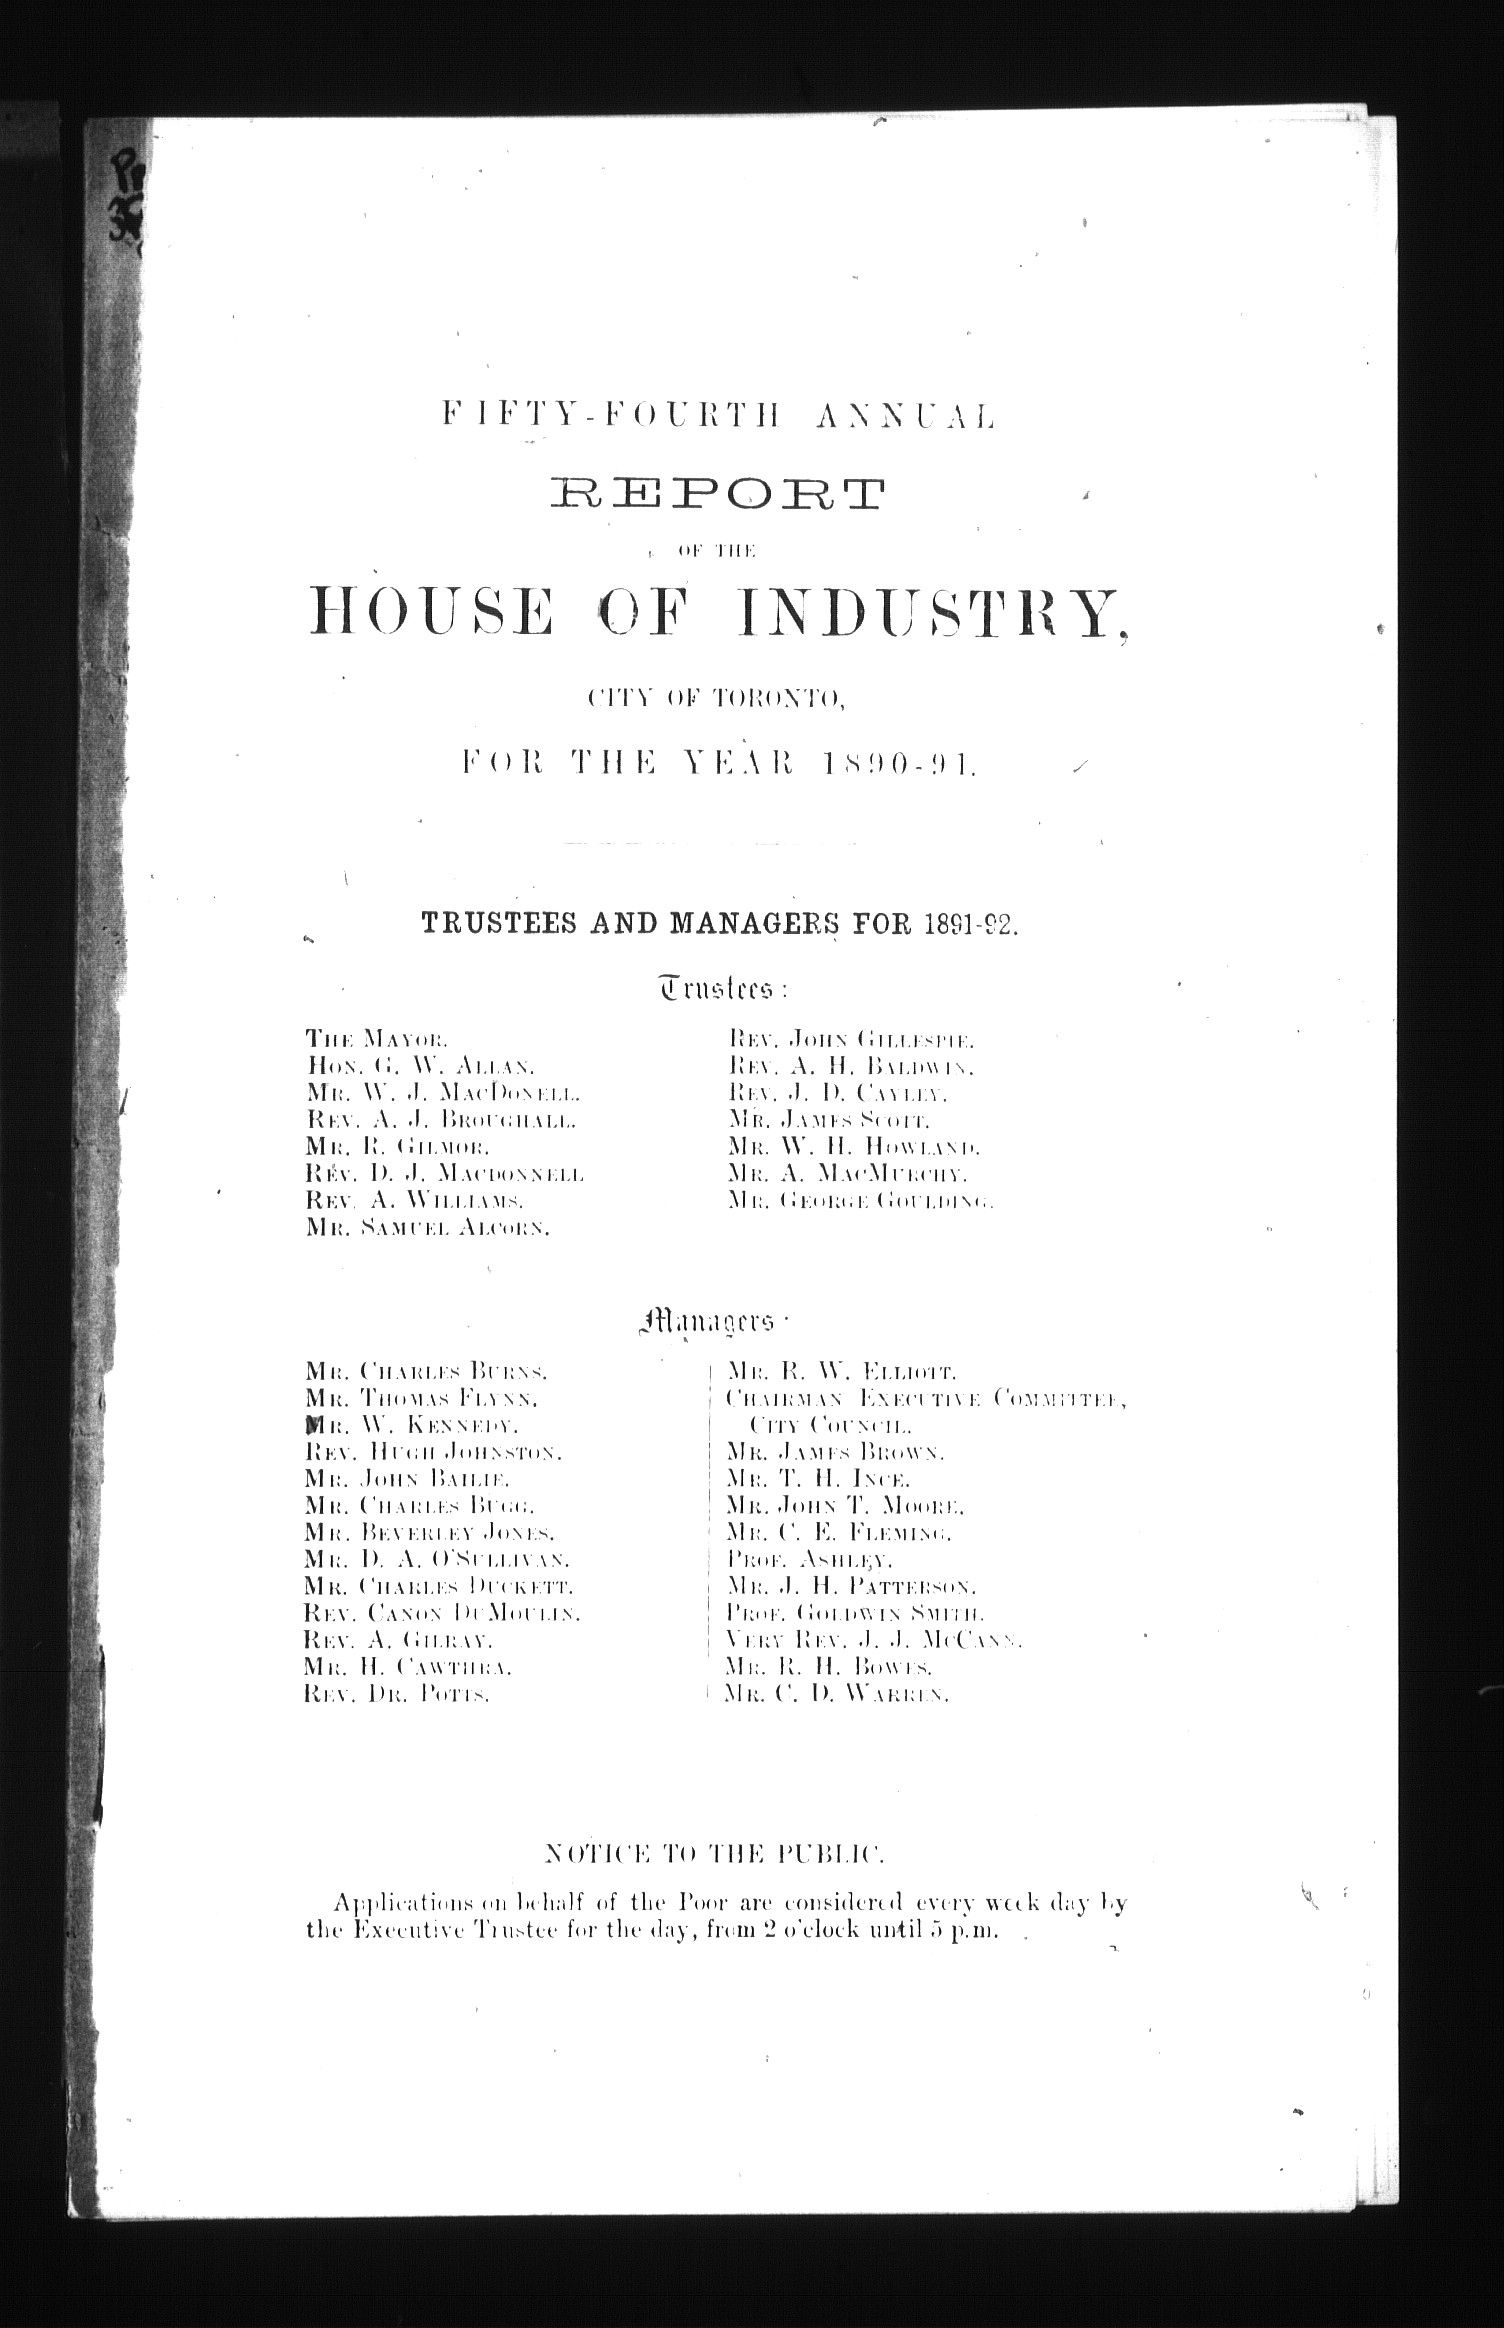 FIFTY-FOURTH ANNUAL
REPORT
OF THE
HOUSE OF INDUSTRY,
CITY OF TORONTO,
FOR THE YEAR 1890-91.
TRUSTEES AND MANAGERS FOR 1891-92.
Trustees:
THE MAYOR.
HON. G. W. ALLAN.
MR. W. J. MACDONELL.
REV. A. J. BROUGHALL.
MR. R. GILMOR.
REV. D. J. MACDONNELL
REV. A. WILLIAMS.
MR. SAMUEL ALCORN.
REV. JOHN GILLESPIE.
REV. A. H. BALDWIN.
REV. J. D. CAYLEY.
MR. JAMES SCOTT.
MR. W. H. HOWLAND.
MR. A. MACMURCHY.
MR. GEORGE GOULDING.
Managers:
MR. CHARLES BURNS.
MR. THOMAS FLYNN.
MR. W. KENNEDY.
REV. HUGH JOHNSTON.
MR. JOHN BAILIE.
MR. CHARLES BUGG.
MR. BEVERLEY JONES.
MR. D. A. O'SULLIVAN.
MR. CHARLES DUCKETT.
REV. CANON DUMOULIN.
REV. A. GILRAY.
MR. H. CAWTHRA.
REV. DR. POTTS.
MR. R. W. ELLIOTT.
CHAIRMAN EXECUTIVE COMMITTEE,
CITY COUNCIL.
MR. JAMES BROWN.
MR. T. H. INCE.
MR. JOHN T. MOORE.
MR. C. E. FLEMING.
PROF. ASHLEY.
MR. J. H. PATTERSON.
PROF. GOLDWIN SMITH.
VERY REV. J. J. MCCANN.
MR. R. H. BOWES.
MR. C. D. WARREN.
NOTICE TO THE PUBLIC.
Applications on behalf of the Poor are considered every week day by
the Executive Trustee for the day, from 2 o'clock until 5 p.m.